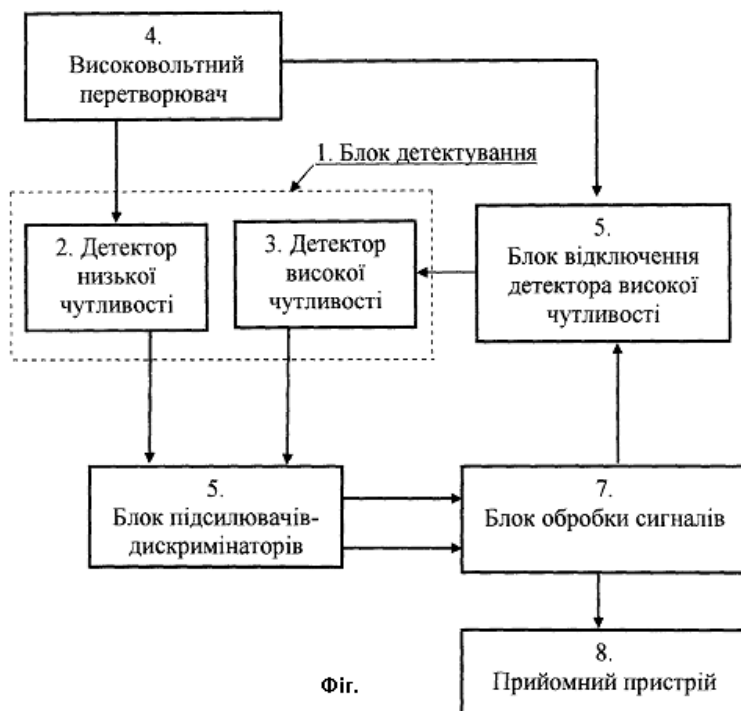 4.
Високовольтний
перетворювач
1. Блок детектування
2. Детектор
низької
чутливості
3. Детектор
високої
чутливості
5.
Блок відключення
детектора високої
чутливості
5.
Блок підсилювачів-
дискримінаторів
7.
Блок обробки сигналів
8.
Прийомний пристрій
Фіг.